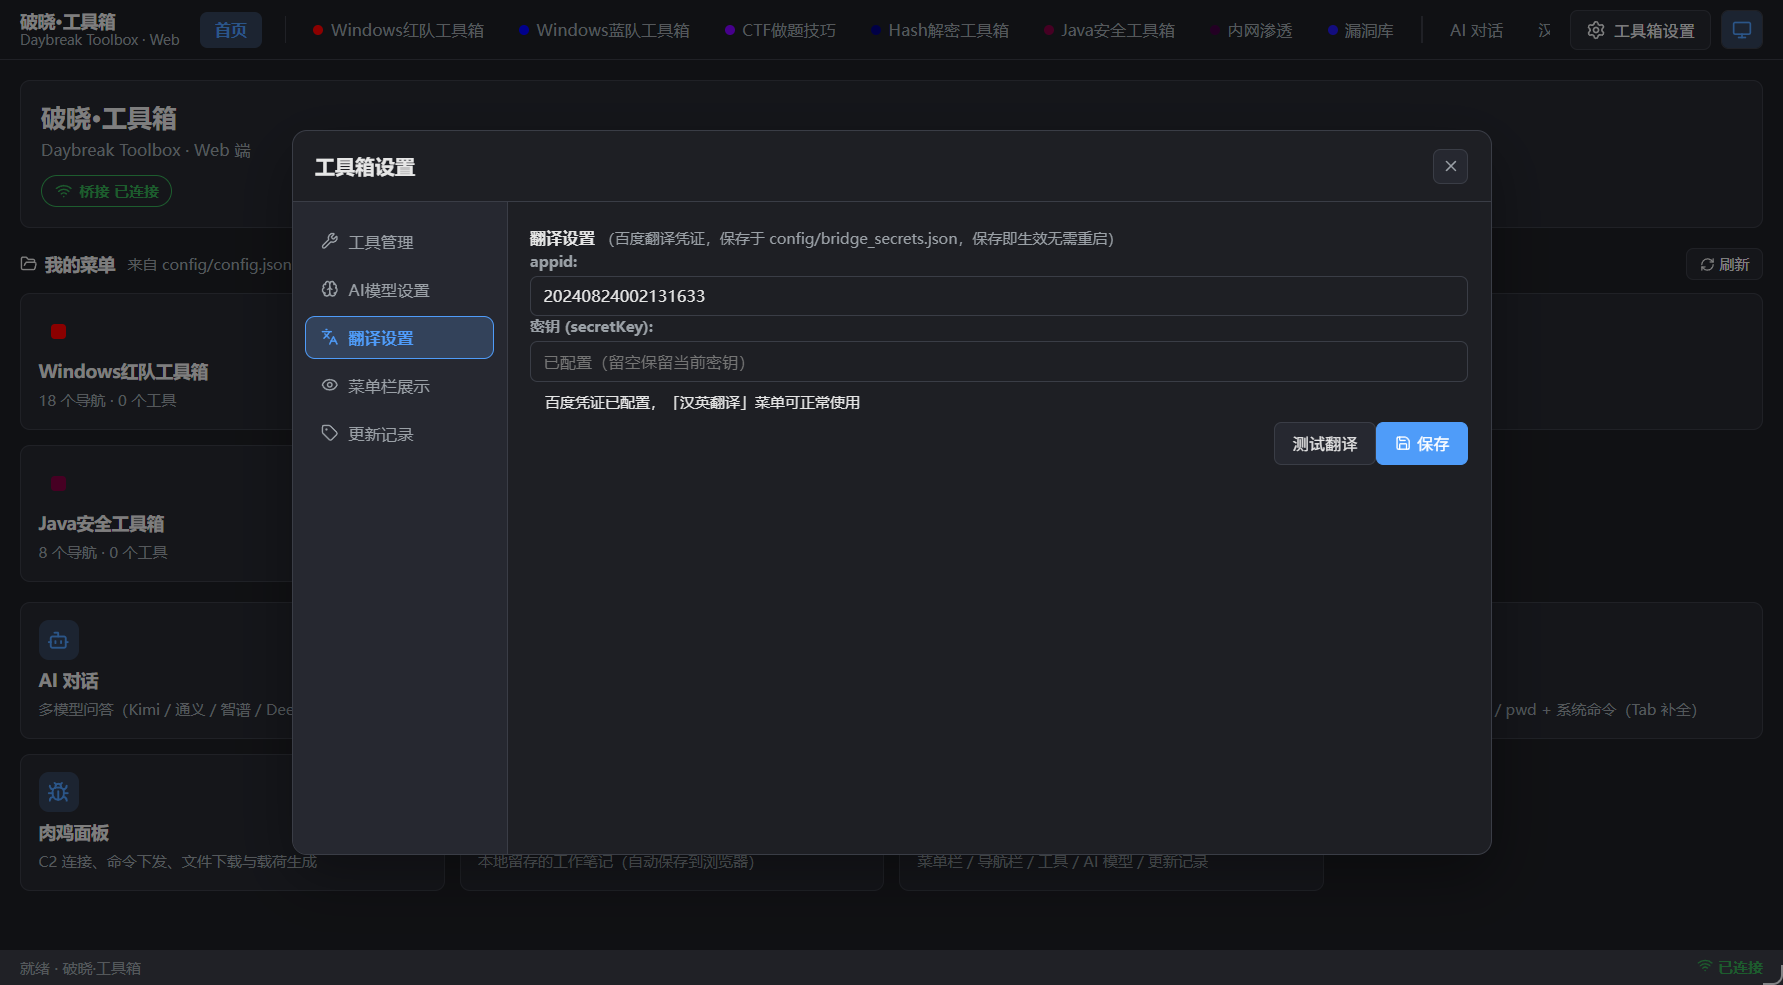 破晓•工具箱
Daybreak Toolbox · Web
首页
Windows红队工具箱
Windows蓝队工具箱
CTF做题技巧
Hash解密工具箱
Java安全工具箱
内网渗透
漏洞库
AI 对话
工具箱设置
破晓•工具箱
Daybreak Toolbox · Web 端
桥接 已连接
我的菜单 来自 config/config.json
刷新
Windows红队工具箱
18 个导航 · 0 个工具
Java安全工具箱
8 个导航 · 0 个工具
AI 对话
多模型问答（Kimi / 通义 / 智谱 / Dee
/ pwd + 系统命令（Tab 补全）
肉鸡面板
C2 连接、命令下发、文件下载与载荷生成
本地留存的工作笔记（自动保存到浏览器）
菜单栏 / 导航栏 / 工具 / AI 模型 / 更新记录
工具箱设置
工具管理
AI模型设置
翻译设置
菜单栏展示
更新记录
翻译设置 （百度翻译凭证，保存于 config/bridge_secrets.json，保存即生效无需重启）
appid:
20240824002131633
密钥 (secretKey):
已配置（留空保留当前密钥）
百度凭证已配置，「汉英翻译」菜单可正常使用
测试翻译
保存
就绪 · 破晓·工具箱
已连接